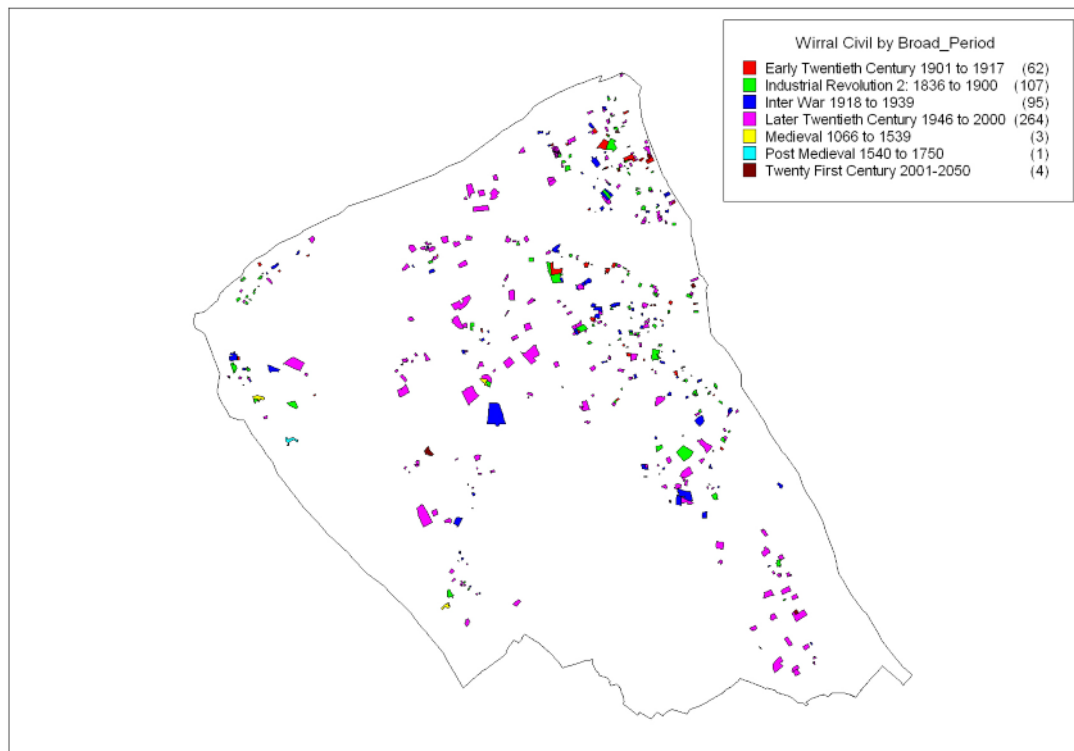 Wirral Civil by Broad_Period
Early Twentieth Century 1901 to 1917 (62)
Industrial Revolution 2: 1836 to 1900 (107)
Inter War 1918 to 1939 (95)
Later Twentieth Century 1946 to 2000 (264)
Medieval 1066 to 1539 (3)
Post Medieval 1540 to 1750 (1)
Twenty First Century 2001-2050 (4)